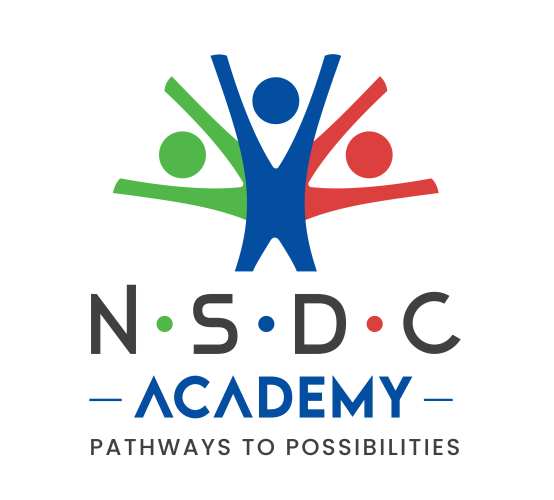 N·S·D·C
— ACADEMY —
PATHWAYS TO POSSIBILITIES